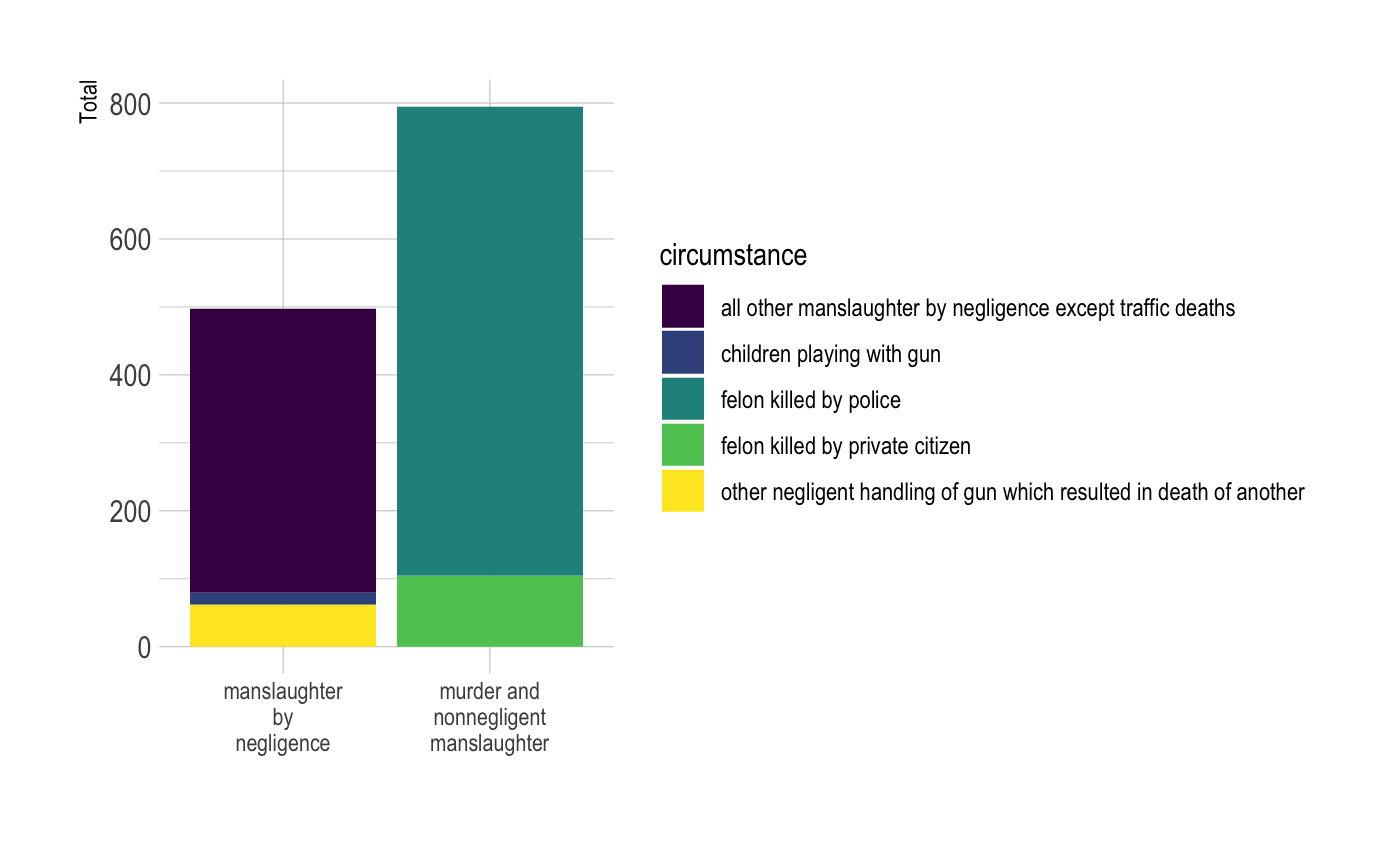 Total
800
600
400
200
0
manslaughter
by
negligence
murder and
nonnegligent
manslaughter
circumstance
all other manslaughter by negligence except traffic deaths
children playing with gun
felon killed by police
felon killed by private citizen
other negligent handling of gun which resulted in death of another